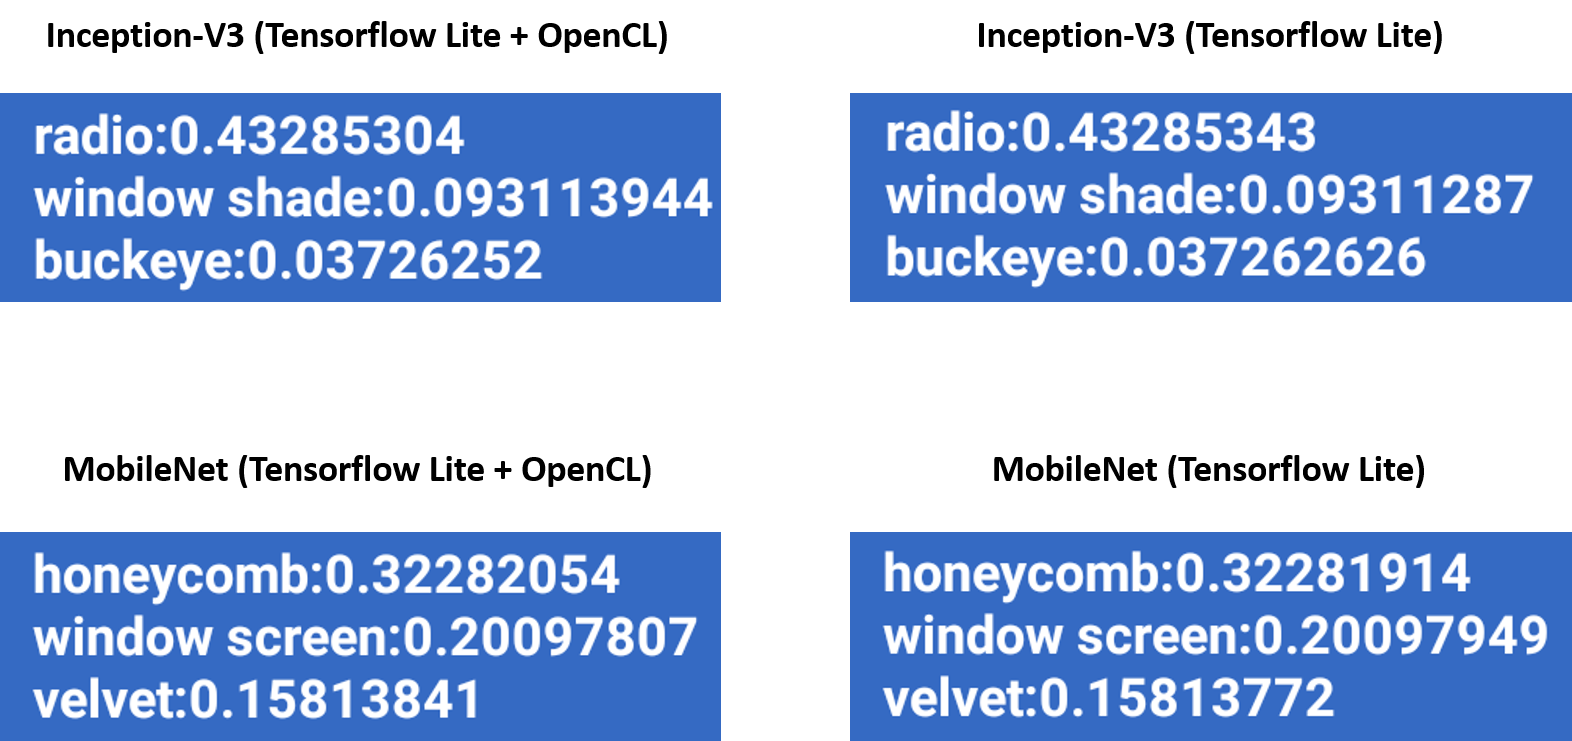 Inception-V3 (Tensorflow Lite + OpenCL)
radio:0.43285304
window shade:0.093113944
buckeye:0.03726252
Inception-V3 (Tensorflow Lite)
radio:0.43285343
window shade:0.09311287
buckeye:0.037262626
MobileNet (Tensorflow Lite + OpenCL)
honeycomb:0.32282054
window screen:0.20097807
velvet:0.15813841
MobileNet (Tensorflow Lite)
honeycomb:0.32281914
window screen:0.20097949
velvet:0.15813772